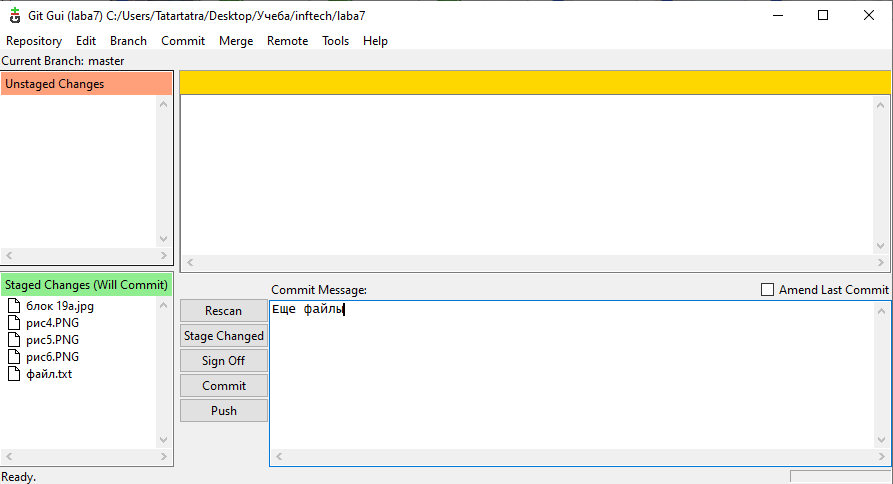 Git Gui (laba7) C:/Users/Tatartatra/Desktop/Учеба/inftech/laba7
Repository Edit Branch Commit Merge Remote Tools Help
Current Branch: master
Unstaged Changes
Staged Changes (Will Commit)
блок 19a.jpg
рис4.PNG
рис5.PNG
рис6.PNG
файл.txt
Rescan
Stage Changed
Sign Off
Commit
Push
Commit Message:
Amend Last Commit
Еще файлы
Ready.